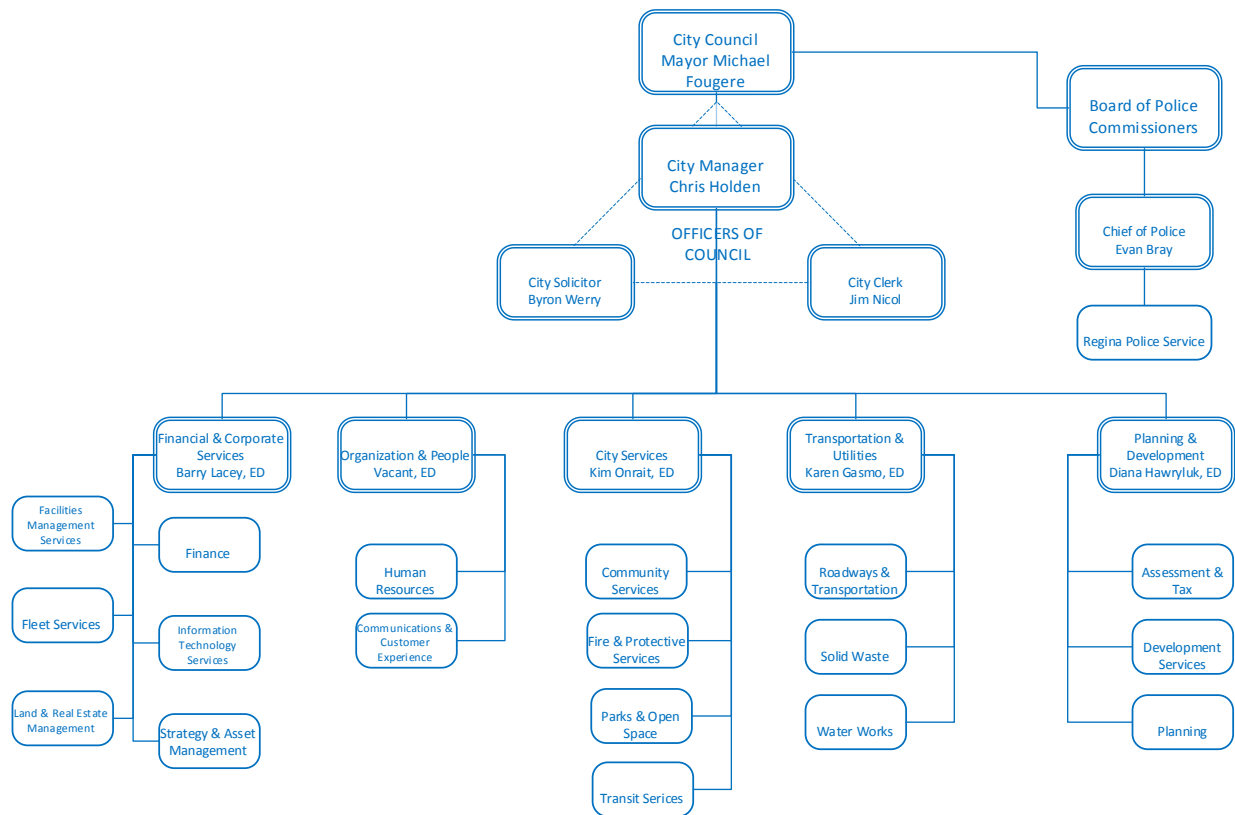 City Council
Mayor Michael
Fougere
Board of Police
Commissioners
City Manager
Chris Holden
Chief of Police
Evan Bray
OFFICERS OF
COUNCIL
City Solicitor
Byron Werry
City Clerk
Jim Nicol
Regina Police Service
Financial & Corporate
Services
Barry Lacey, ED
Organization & People
Vacant, ED
City Services
Kim Onrait, ED
Transportation &
Utilities
Karen Gasmo, ED
Planning &
Development
Diana Hawryluk, ED
Facilities
Management
Services
Finance
Fleet Services
Information
Technology
Services
Land & Real Estate
Management
Strategy & Asset
Management
Human
Resources
Communications &
Customer
Experience
Community
Services
Fire & Protective
Services
Parks & Open
Space
Transit Serices
Roadways &
Transportation
Solid Waste
Water Works
Assessment &
Tax
Development
Services
Planning